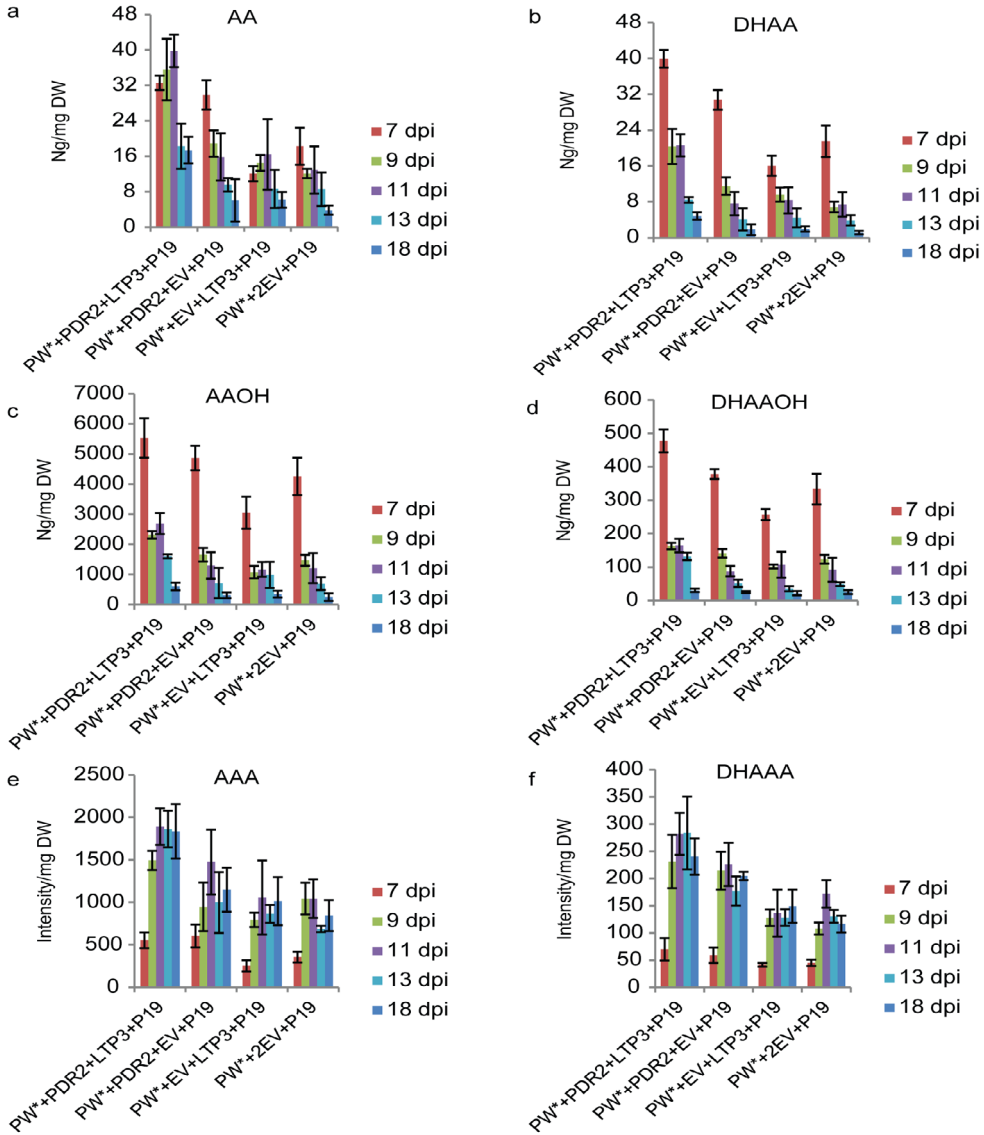 a
AA
Ng/mg DW
48
40
32
24
16
8
0
7 dpi
9 dpi
11 dpi
13 dpi
18 dpi
PW*+PDR2+LTP3+P19
PW*+PDR2+EV+P19
PW*+EV+LTP3+P19
PW*+2EV+P19
b
DHAA
Ng/mg DW
48
40
32
24
16
8
0
7 dpi
9 dpi
11 dpi
13 dpi
18 dpi
PW*+PDR2+LTP3+P19
PW*+PDR2+EV+P19
PW*+EV+LTP3+P19
PW*+2EV+P19
c
AAOH
Ng/mg DW
7000
6000
5000
4000
3000
2000
1000
0
7 dpi
9 dpi
11 dpi
13 dpi
18 dpi
PW*+PDR2+LTP3+P19
PW*+PDR2+EV+P19
PW*+EV+LTP3+P19
PW*+2EV+P19
d
DHAAOH
Ng/mg DW
600
500
400
300
200
100
0
7 dpi
9 dpi
11 dpi
13 dpi
18 dpi
PW*+PDR2+LTP3+P19
PW*+PDR2+EV+P19
PW*+EV+LTP3+P19
PW*+2EV+P19
e
AAA
Intensity/mg DW
2500
2000
1500
1000
500
0
7 dpi
9 dpi
11 dpi
13 dpi
18 dpi
PW*+PDR2+LTP3+P19
PW*+PDR2+EV+P19
PW*+EV+LTP3+P19
PW*+2EV+P19
f
DHAAA
Intensity/mg DW
400
350
300
250
200
150
100
50
0
7 dpi
9 dpi
11 dpi
13 dpi
18 dpi
PW*+PDR2+LTP3+P19
PW*+PDR2+EV+P19
PW*+EV+LTP3+P19
PW*+2EV+P19